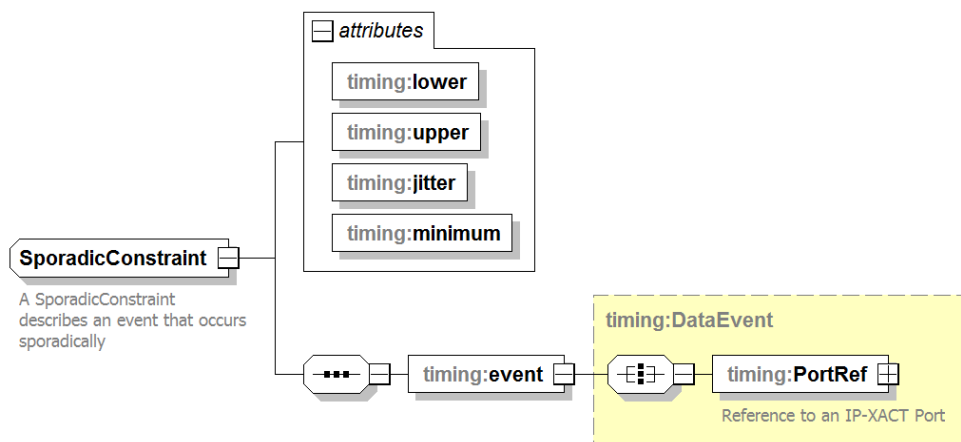 attributes
timing:lower
timing:upper
timing:jitter
timing:minimum
SporadicConstraint
A SporadicConstraint
describes an event that occurs
sporadically
timing:DataEvent
timing:event
timing:PortRef
Reference to an IP-XACT Port